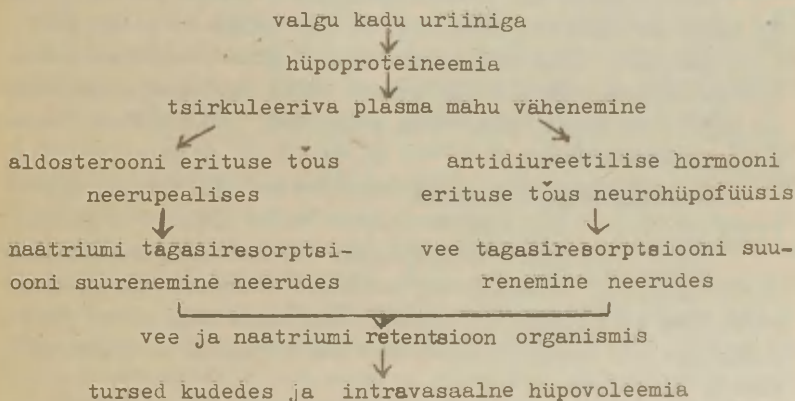 valgu kadu uriiniga
hüpoproteineemia
tsirkuleeriva plasma mahu vähenemine
aldosterooni erituse tõus
neerupealises
antidiureetilise hormooni
erituse tõus neurohüpofüüsis
naatriumi tagasiresorptsi-
ooni suurenemine neerudes
vee tagasiresorptsiooni suu-
renemine neerudes
vee ja naatriumi retentsioon organismis
tursed kudedes ja intravasaalne hüpovoleemia